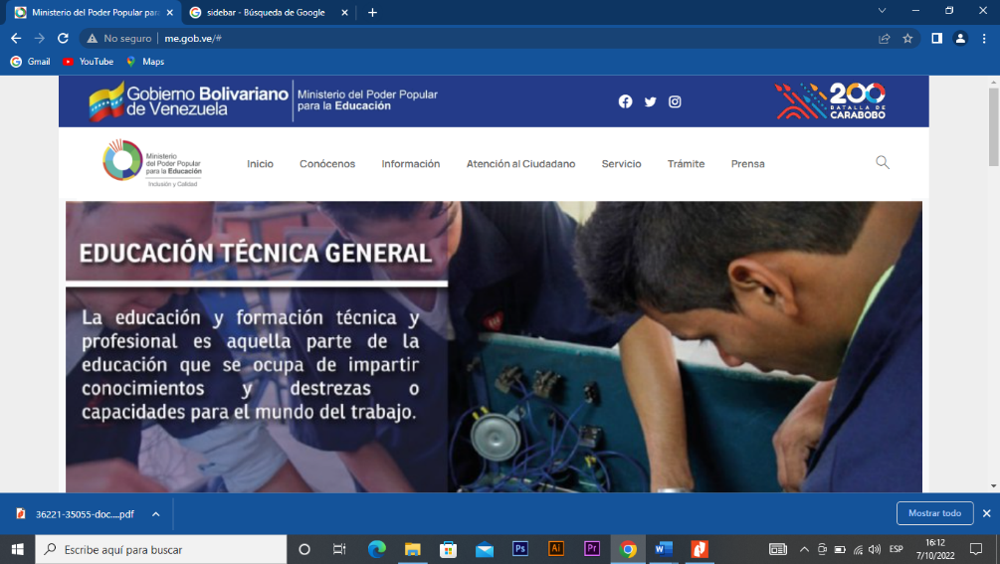 Ministerio del Poder Popular para
sidebar - Búsqueda de Google
No seguro | me.gob.ve/#
Gmail YouTube Maps
Gobierno Bolivariano
de Venezuela
Ministerio del Poder Popular
para la Educación
200
BATALLA DE
CARABOBO
Ministerio
del Poder Popular
para la Educación
Inclusión y Calidad
Inicio Conócenos Información Atención al Ciudadano Servicio Trámite Prensa
EDUCACIÓN TÉCNICA GENERAL
La educación y formación técnica y
profesional es aquella parte de la
educación que se ocupa de impartir
conocimientos y destrezas o
capacidades para el mundo del trabajo.
36221-35055-doc....pdf
Mostrar todo
Escribe aquí para buscar
Ps
Ai
Pr
W
ESP
16:12
7/10/2022